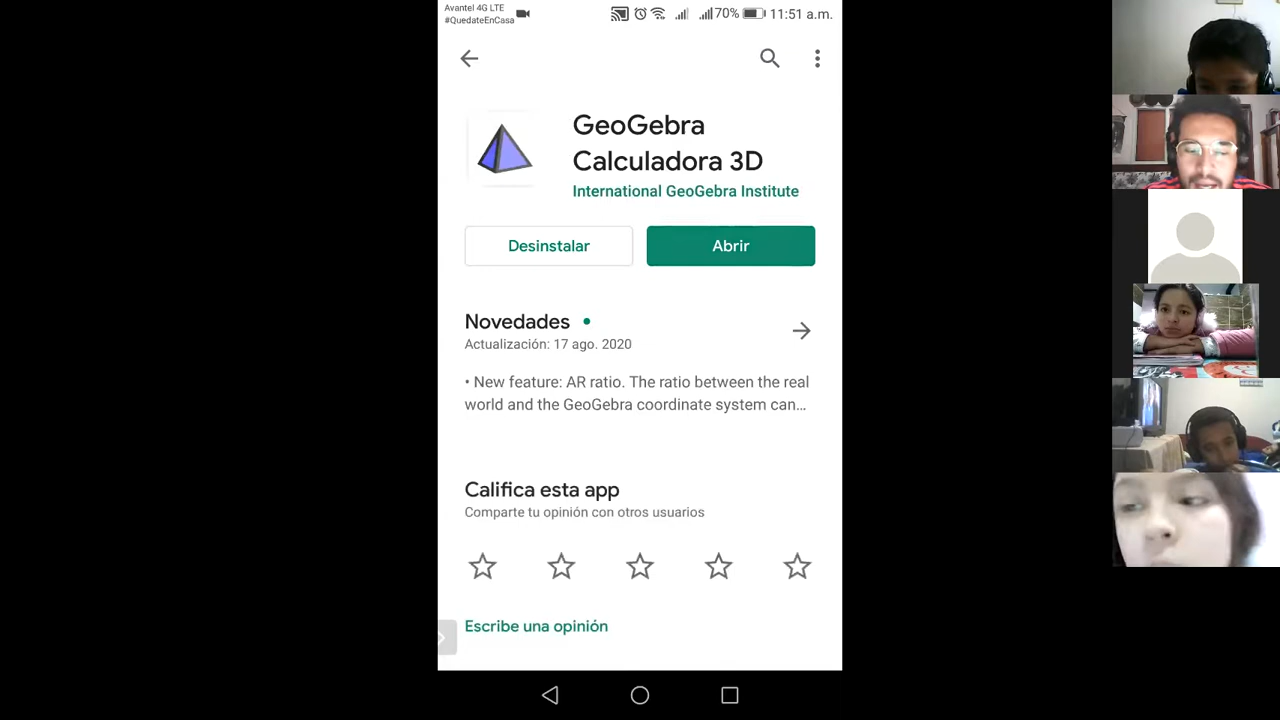 Avantel 4G LTE
#QuedateEnCasa
70%
11:51 a.m.
GeoGebra
Calculadora 3D
International GeoGebra Institute
Desinstalar
Abrir
Novedades
Actualización: 17 ago. 2020
• New feature: AR ratio. The ratio between the real
world and the GeoGebra coordinate system can...
Califica esta app
Comparte tu opinión con otros usuarios
Escribe una opinión